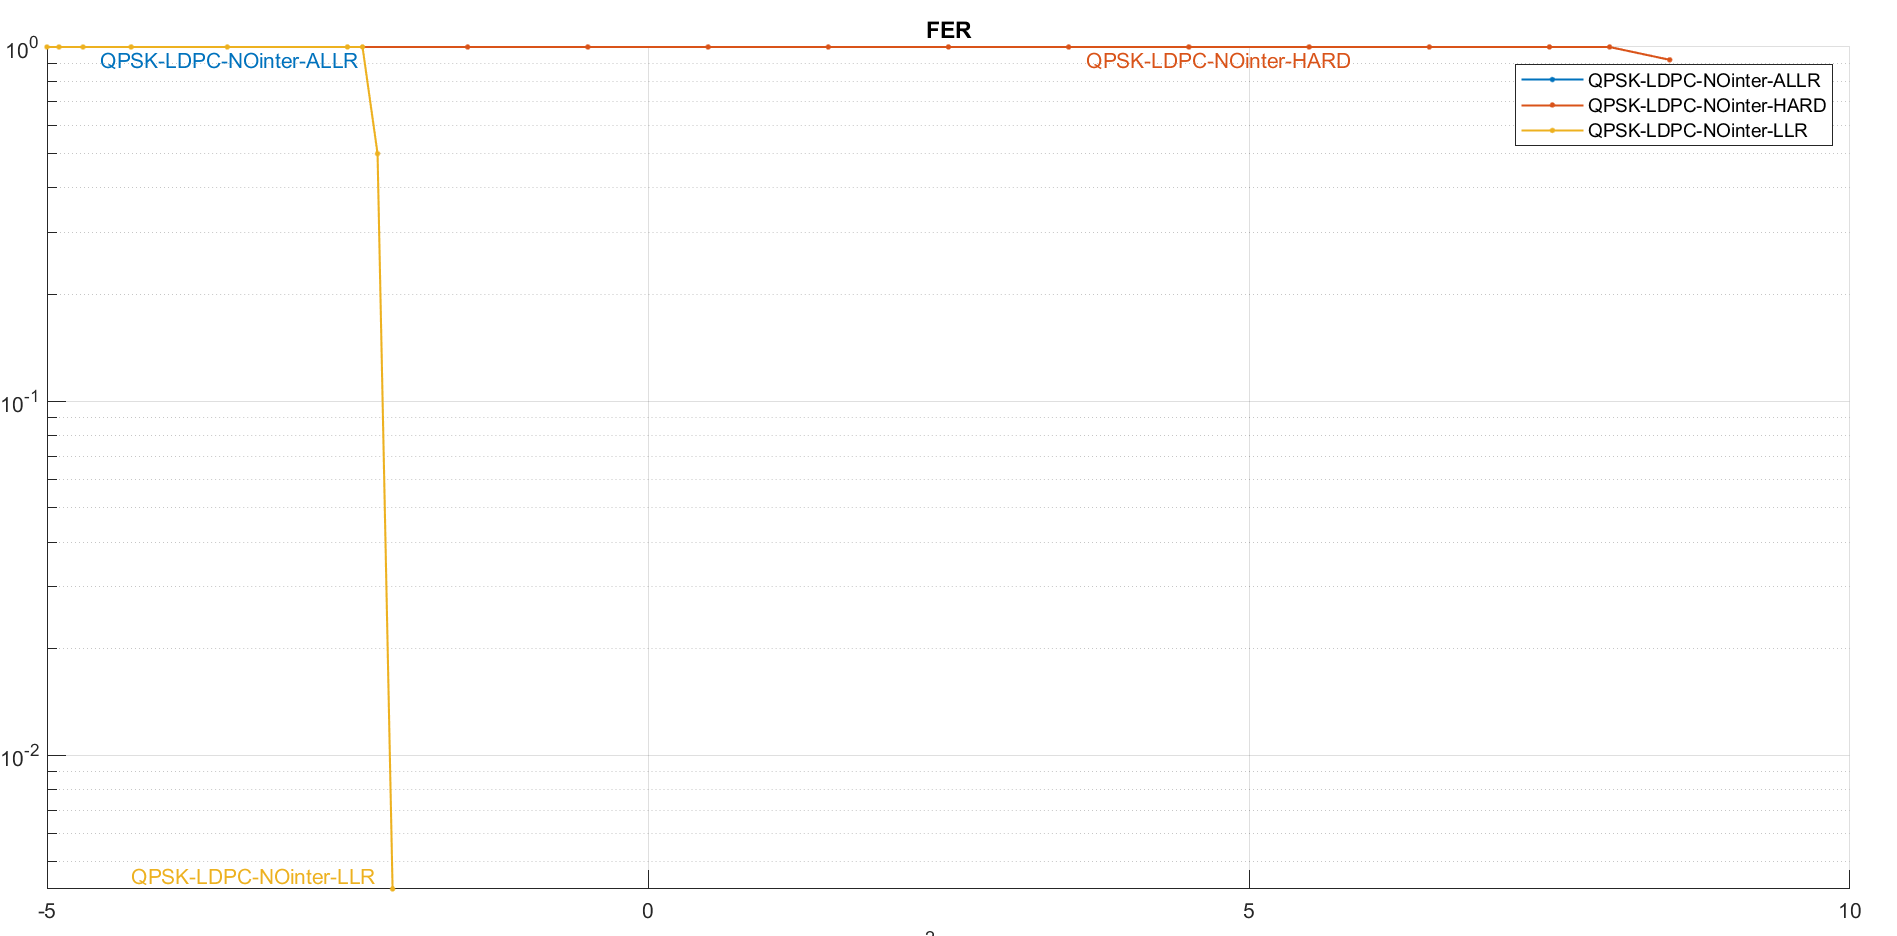 FER
10^0
QPSK-LDPC-NOinter-ALLR
QPSK-LDPC-NOinter-HARD
QPSK-LDPC-NOinter-ALLR
QPSK-LDPC-NOinter-HARD
QPSK-LDPC-NOinter-LLR
10^-1
10^-2
QPSK-LDPC-NOinter-LLR
-5
0
5
10